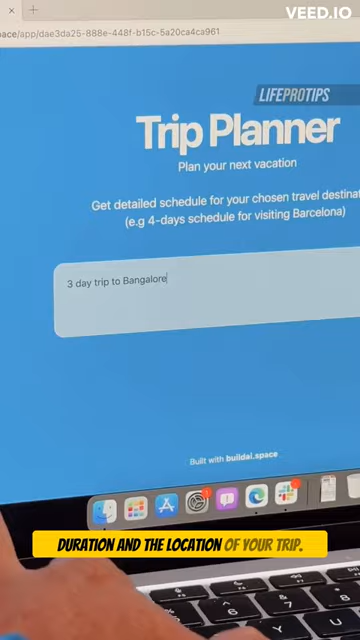 VEED.IO
pace/app/dae3da25-888e-448f-b15c-5a20ca4ca961
LIFEPROTIPS
Trip Planner
Plan your next vacation
Get detailed schedule for your chosen travel destinat
(e.g 4-days schedule for visiting Barcelona)
3 day trip to Bangalore
Built with buildai.space
DURATION AND THE LOCATION OF YOUR TRIP.